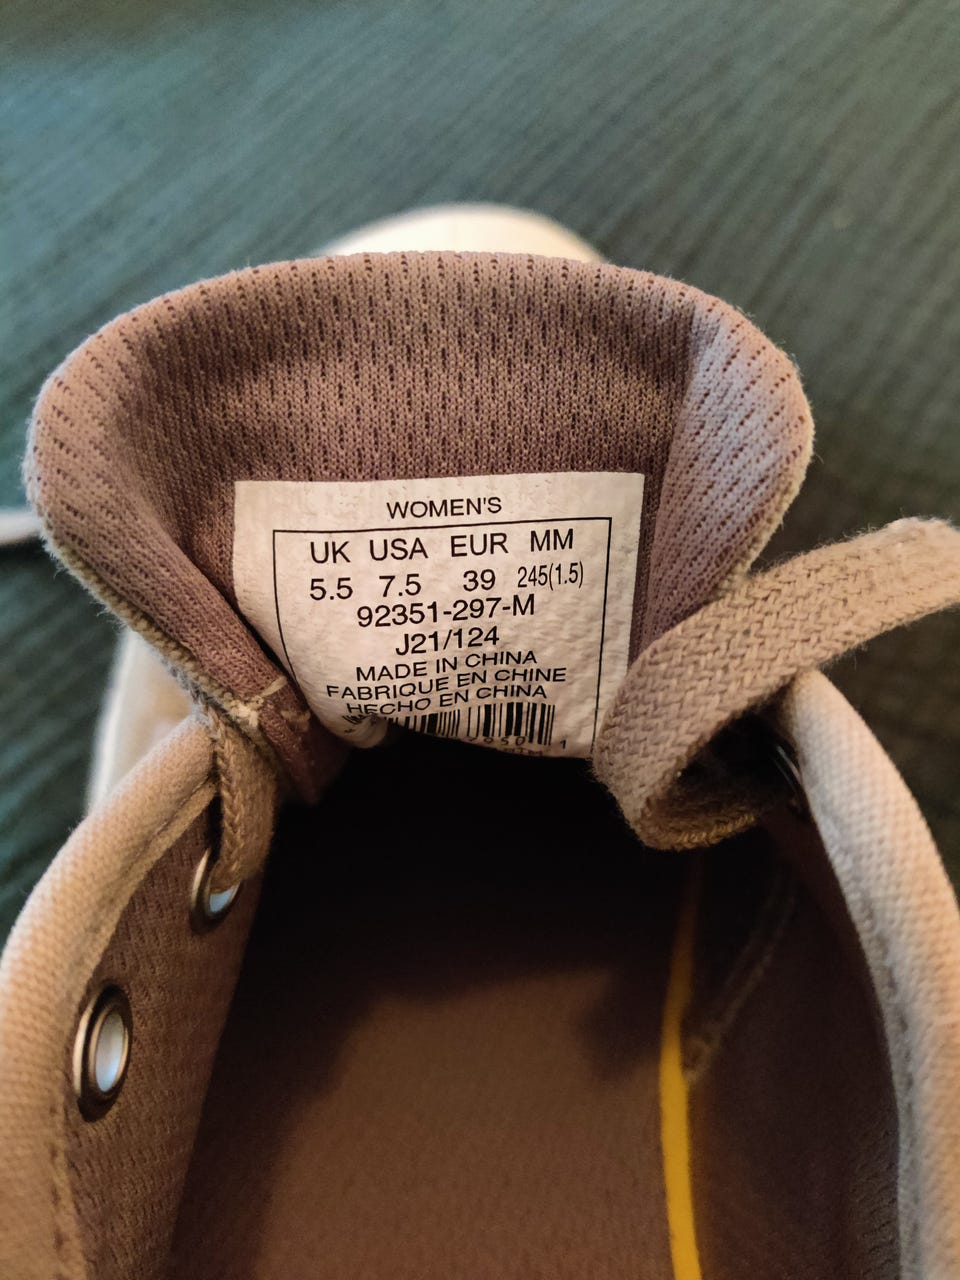 WOMEN'S
UK USA EUR MM
5.5 7.5 39 245(1.5)
92351-297-M
J21/124
MADE IN CHINA
FABRIQUE EN CHINE
HECHO EN CHINA